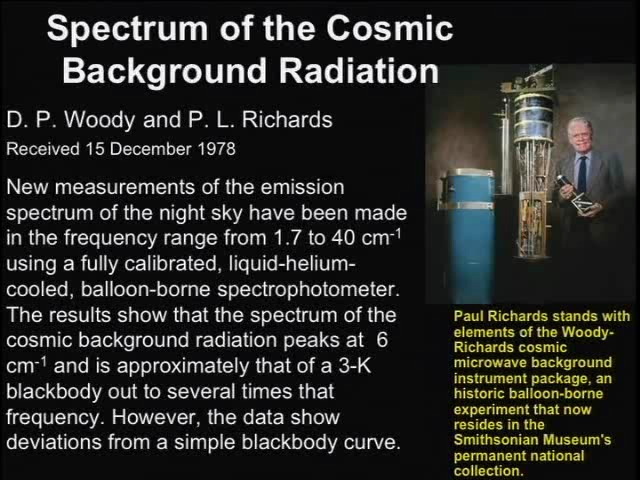 Spectrum of the Cosmic
Background Radiation
D. P. Woody and P. L. Richards
Received 15 December 1978
New measurements of the emission
spectrum of the night sky have been made
in the frequency range from 1.7 to 40 cm⁻¹
using a fully calibrated, liquid-helium-
cooled, balloon-borne spectrophotometer.
The results show that the spectrum of the
cosmic background radiation peaks at 6
cm⁻¹ and is approximately that of a 3-K
blackbody out to several times that
frequency. However, the data show
deviations from a simple blackbody curve.
Paul Richards stands with
elements of the Woody-
Richards cosmic
microwave background
instrument package, an
historic balloon-borne
experiment that now
resides in the
Smithsonian Museum's
permanent national
collection.